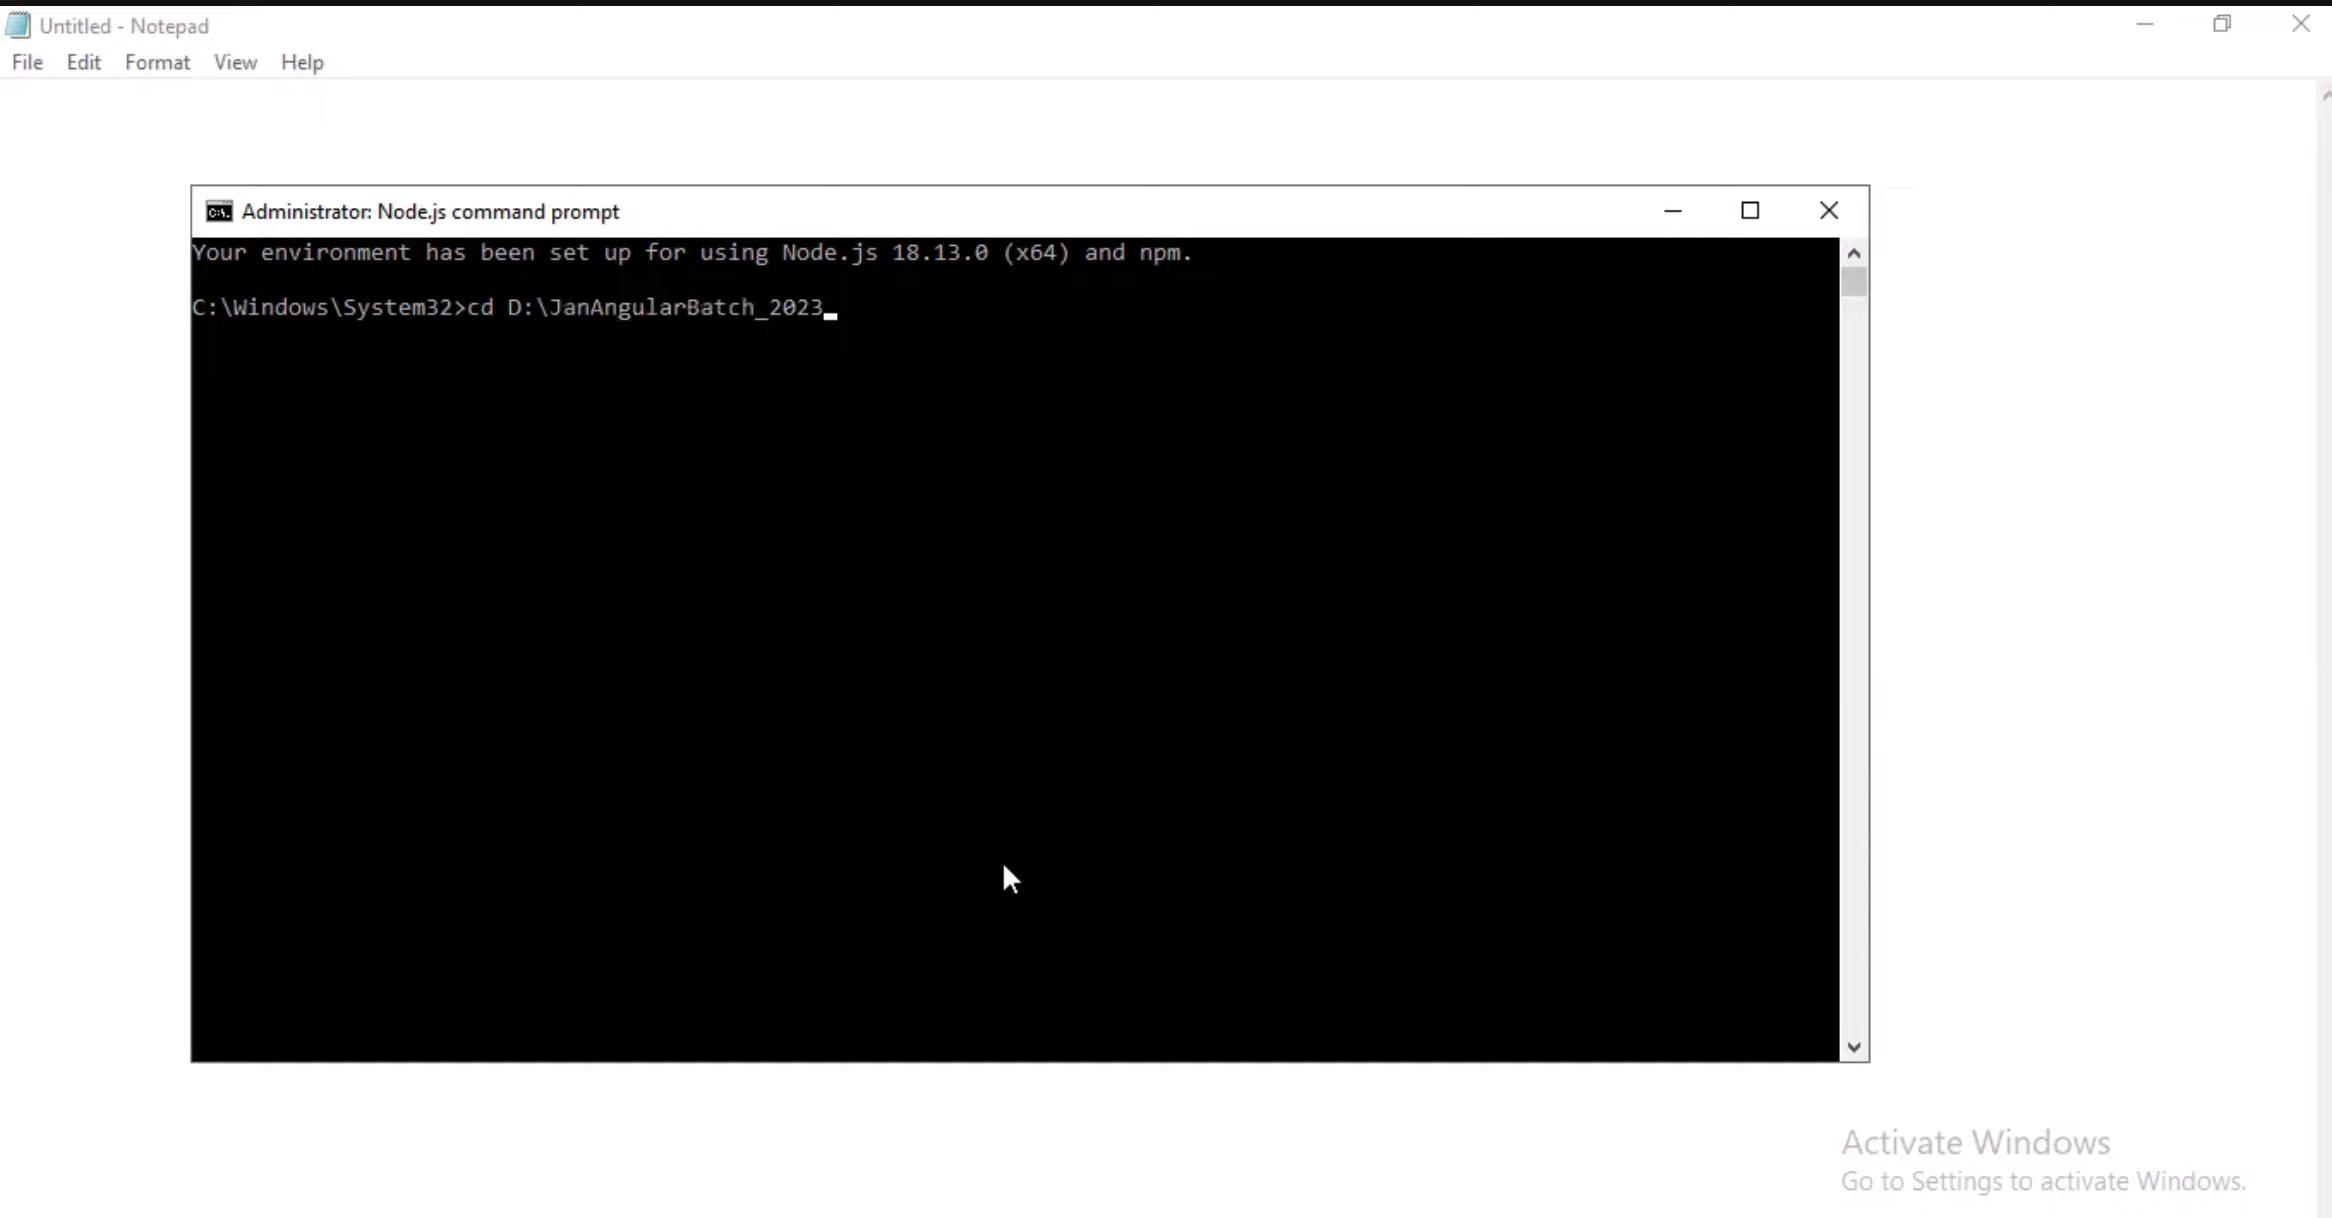 Untitled - Notepad
File Edit Format View Help
Administrator: Node.js command prompt
Your environment has been set up for using Node.js 18.13.0 (x64) and npm.
C:\Windows\System32>cd D:\JanAngularBatch_2023
Activate Windows
Go to Settings to activate Windows.